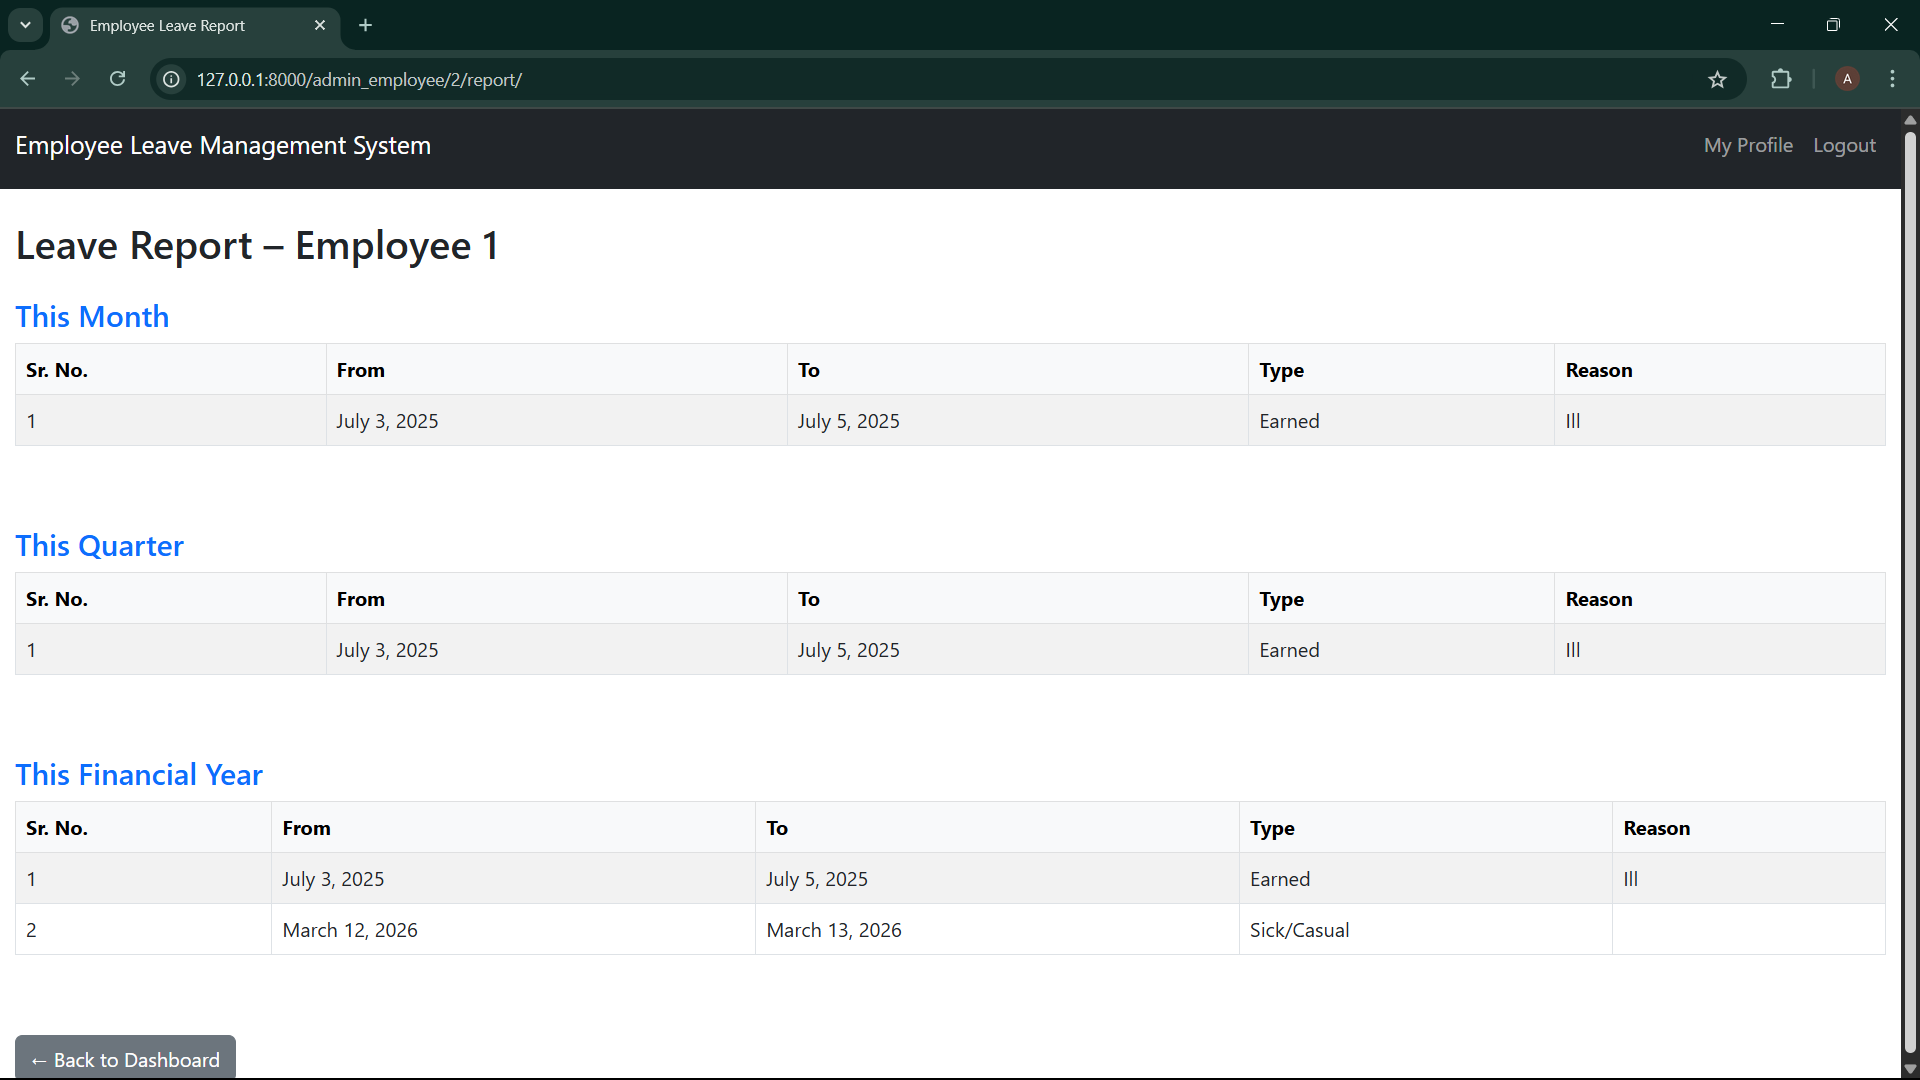 Employee Leave Report
127.0.0.1:8000/admin_employee/2/report/
A
Employee Leave Management System
My Profile Logout
Leave Report – Employee 1
This Month
Sr. No. From To Type Reason
1 July 3, 2025 July 5, 2025 Earned Ill
This Quarter
Sr. No. From To Type Reason
1 July 3, 2025 July 5, 2025 Earned Ill
This Financial Year
Sr. No. From To Type Reason
1 July 3, 2025 July 5, 2025 Earned Ill
2 March 12, 2026 March 13, 2026 Sick/Casual
← Back to Dashboard